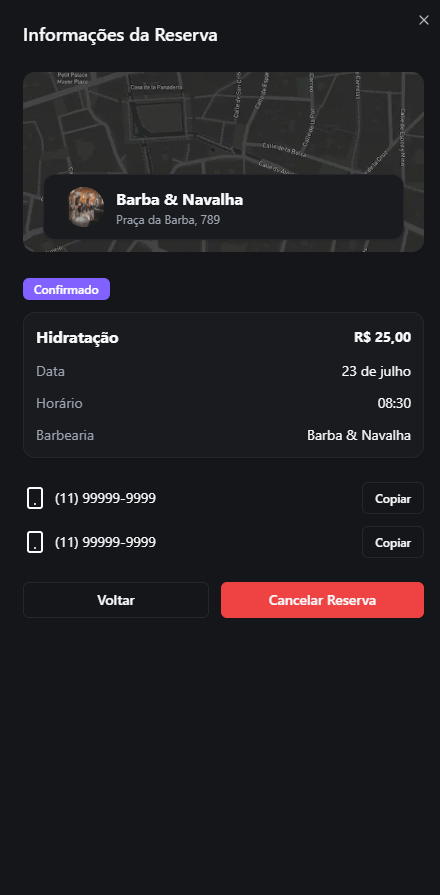 Informações da Reserva
Petit Palace
Mayor Plaza
Casa de la Panadería
Calle de la Bolsa
Barba & Navalha
Praça da Barba, 789
Confirmado
Hidratação R$ 25,00
Data 23 de julho
Horário 08:30
Barbearia Barba & Navalha
(11) 99999-9999 Copiar
(11) 99999-9999 Copiar
Voltar Cancelar Reserva